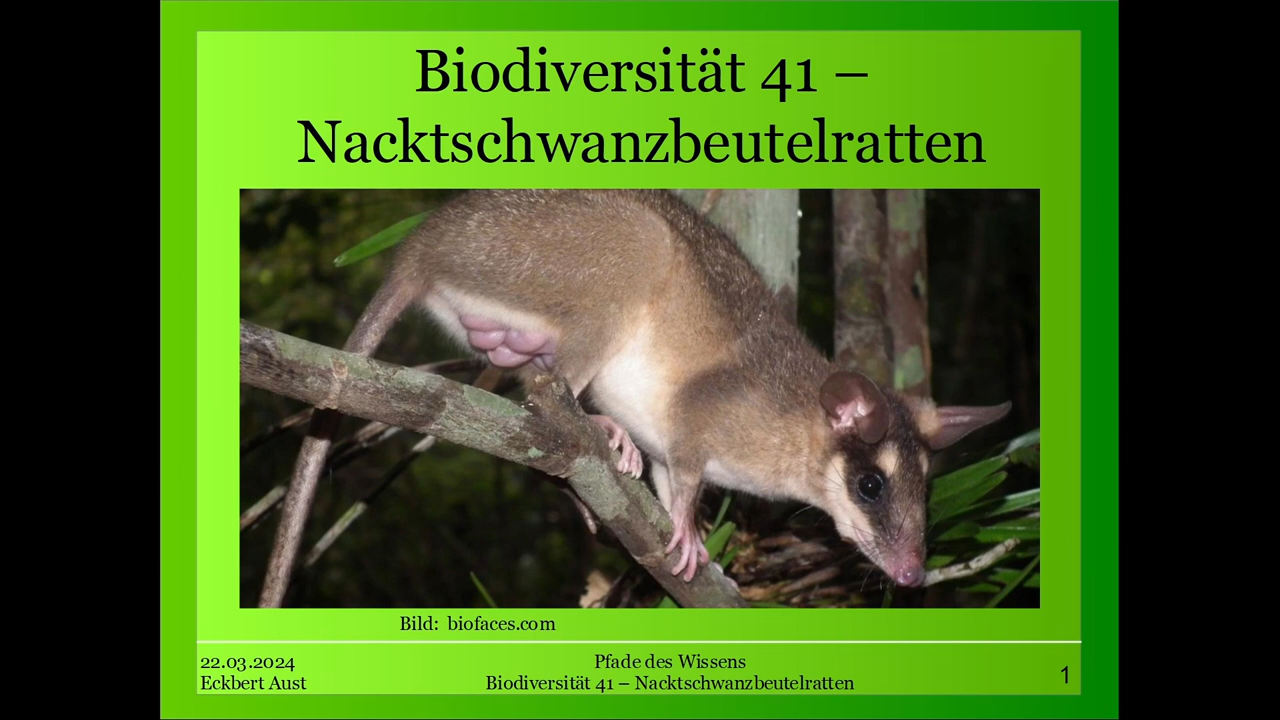 Biodiversität 41 –
Nacktschwanzbeutelratten
Bild: biofaces.com
22.03.2024
Eckbert Aust
Pfade des Wissens
Biodiversität 41 – Nacktschwanzbeutelratten
1